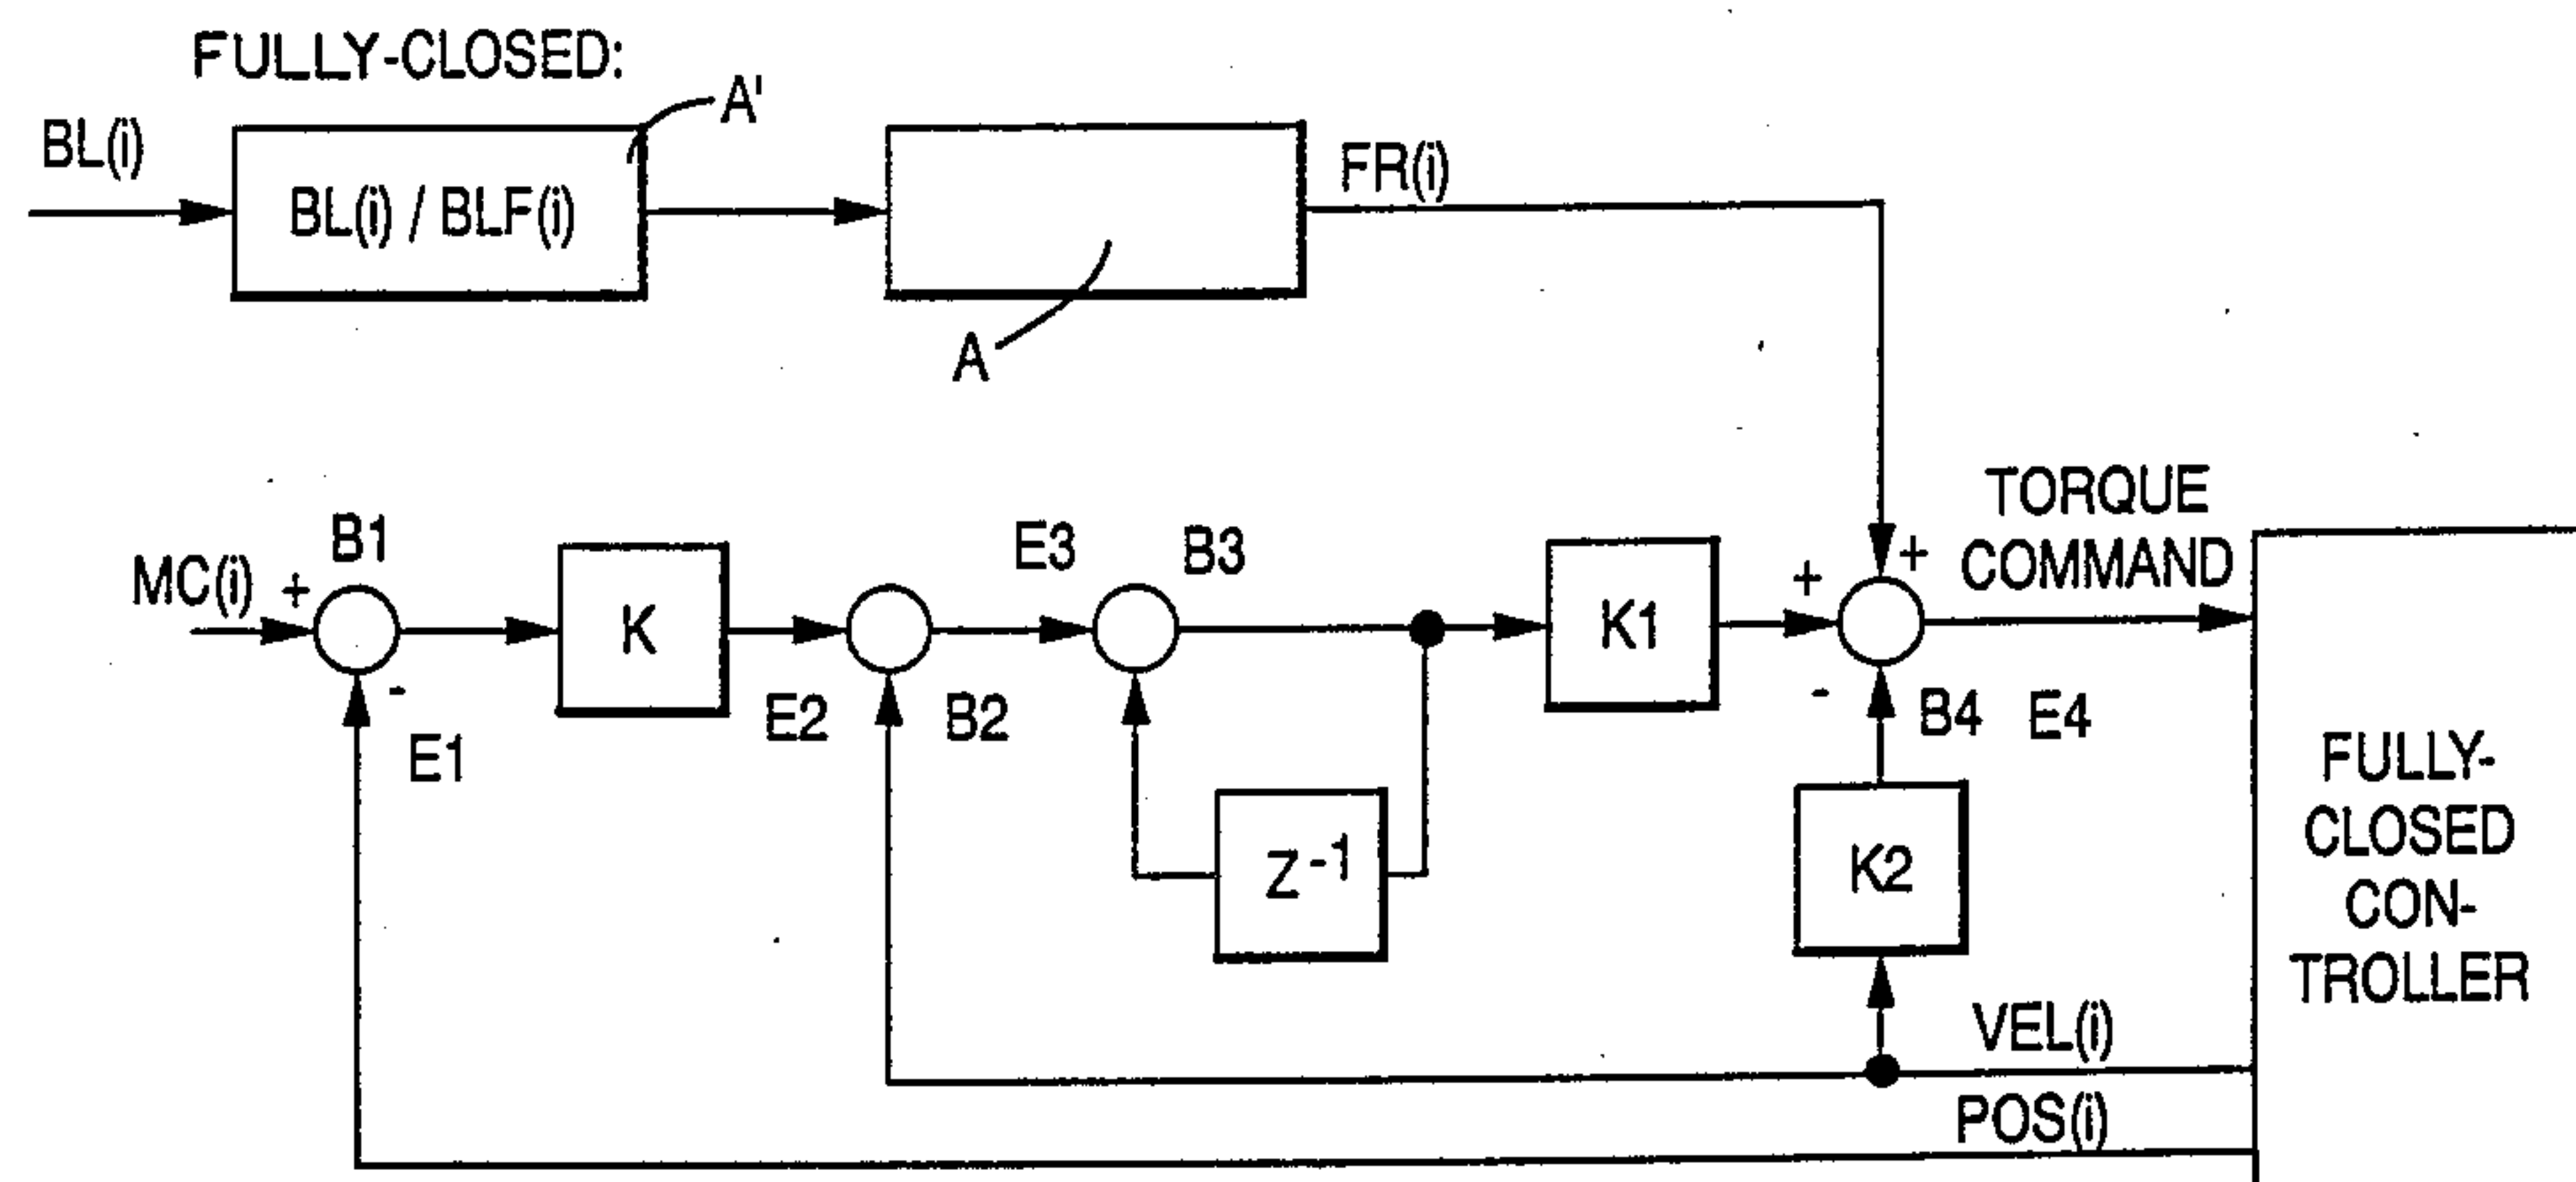 FULLY-CLOSED:
A'
BL(i)
BL(i) / BLF(i)
FR(i)
A
MC(i)
+
B1
-
E1
K
E2
B2
E3
B3
Z-1
K1
+
+
-
B4
E4
K2
TORQUE
COMMAND
VEL(i)
POS(i)
FULLY-
CLOSED
CON-
TROLLER